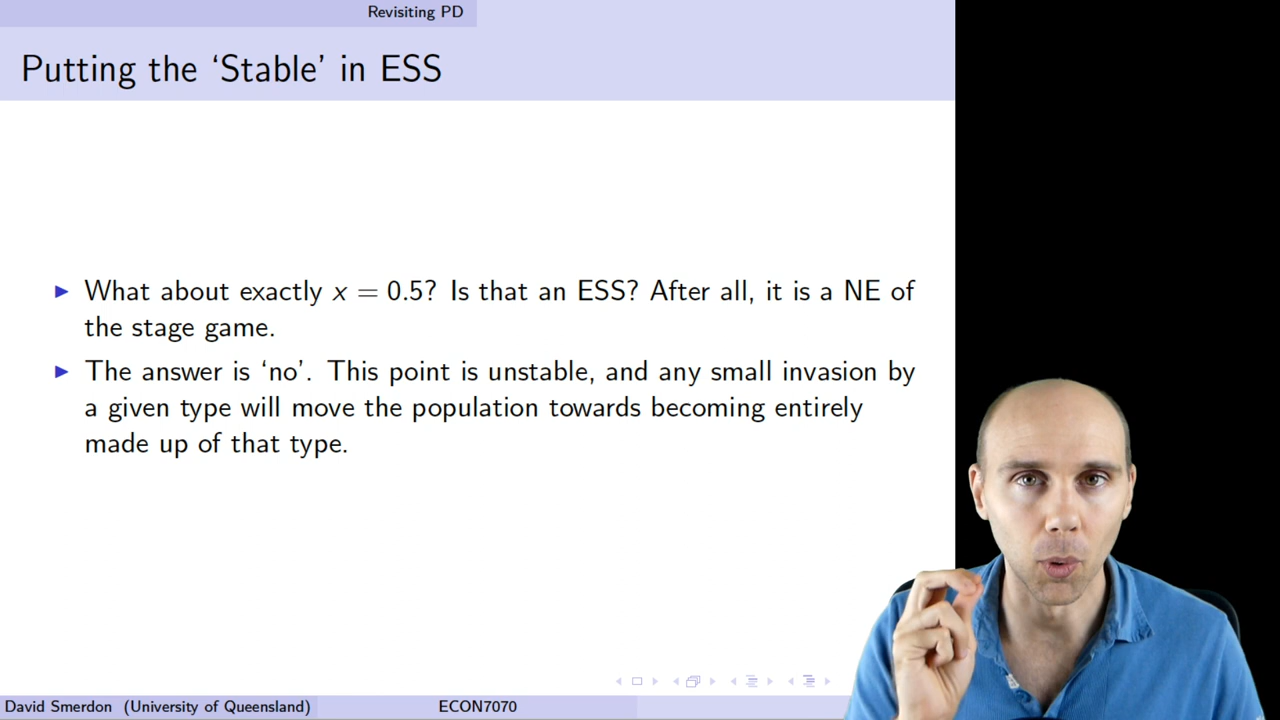 Revisiting PD
Putting the ‘Stable’ in ESS
What about exactly x = 0.5? Is that an ESS? After all, it is a NE of
the stage game.
The answer is ‘no’. This point is unstable, and any small invasion by
a given type will move the population towards becoming entirely
made up of that type.
David Smerdon (University of Queensland)
ECON7070